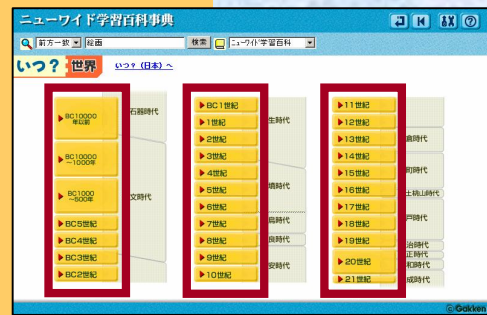 ニューワイド学習百科事典
前方一致 絵画 検索 ニューワイド学習百科
いつ? 世界 いつ?(日本)へ
BC10000年以前
BC10000～1000年
BC1000～500年
BC5世紀
BC4世紀
BC3世紀
BC2世紀
石器時代
文時代
BC1世紀
1世紀
2世紀
3世紀
4世紀
5世紀
6世紀
7世紀
8世紀
9世紀
10世紀
生時代
墳時代
鳥時代
良時代
安時代
11世紀
12世紀
13世紀
14世紀
15世紀
16世紀
17世紀
18世紀
19世紀
20世紀
21世紀
倉時代
町時代
土桃山時代
戸時代
治時代
正時代
和時代
成時代
©Gakken